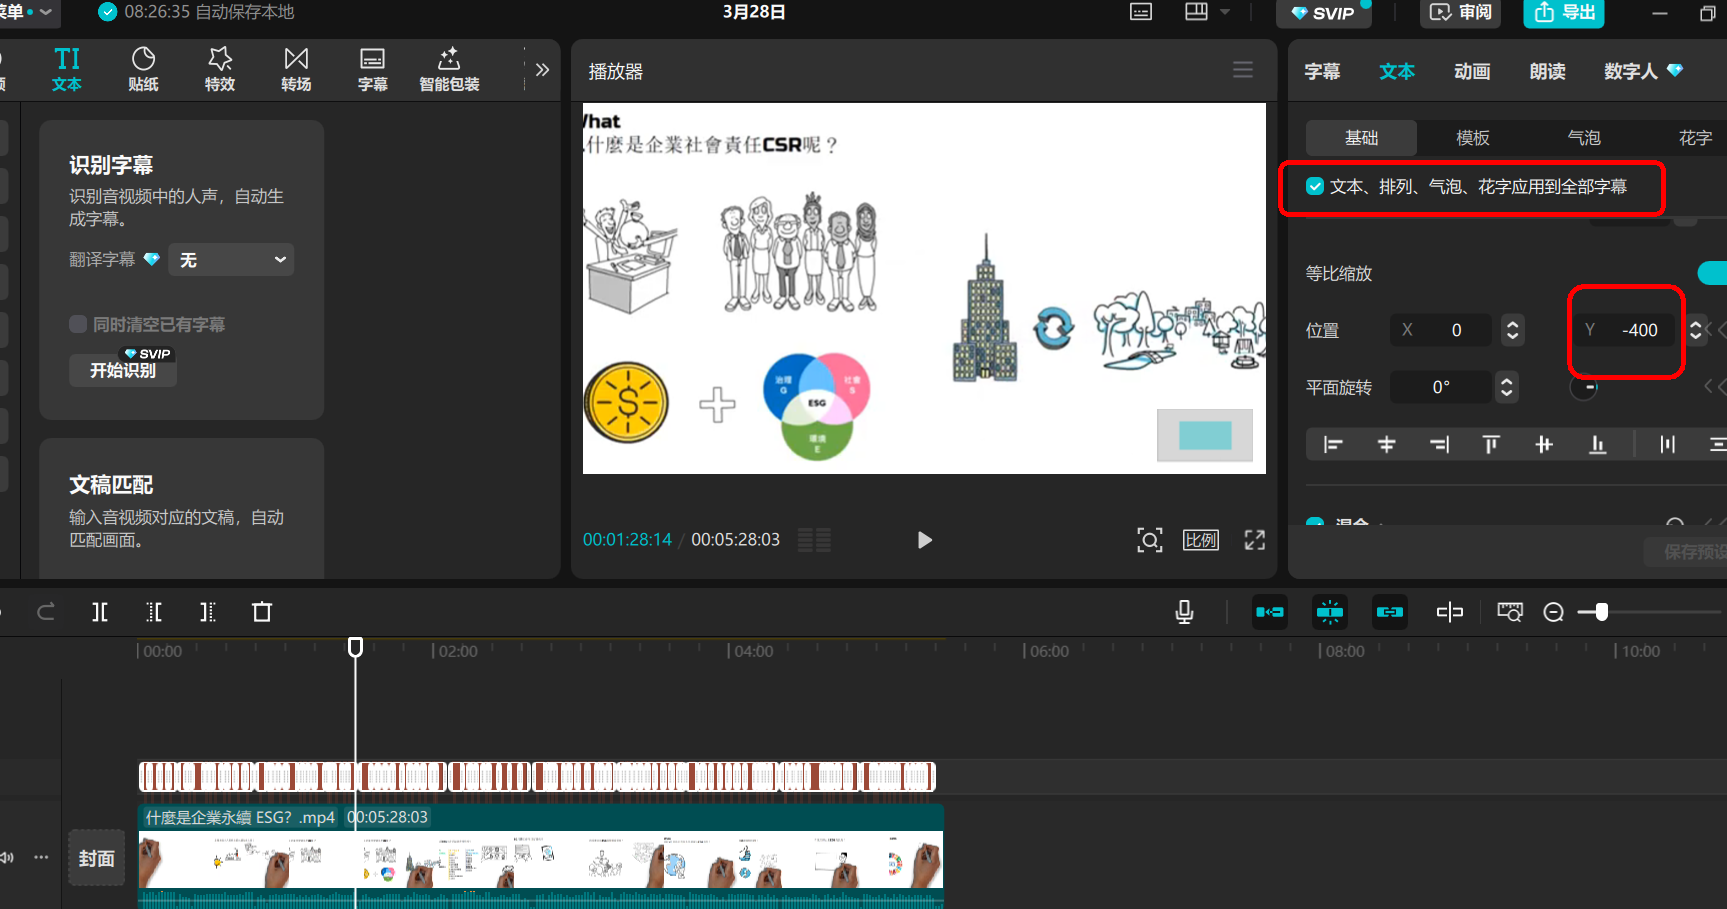 菜单
08:26:35 自动保存本地
3月28日
SVIP
审阅
导出
TI
文本
贴纸
特效
转场
字幕
智能包装
播放器
字幕
文本
动画
朗读
数字人
识别字幕
识别音视频中的人声，自动生
成字幕。
翻译字幕
无
同时清空已有字幕
SVIP
开始识别
文稿匹配
输入音视频对应的文稿，自动
匹配画面。
What
什麼是企業社會責任CSR呢？
治理
G
社會
S
ESG
環境
E
00:01:28:14 / 00:05:28:03
比例
基础
模板
气泡
花字
文本、排列、气泡、花字应用到全部字幕
等比缩放
位置
X 0
Y -400
平面旋转
0°
混合
保存预设
00:00
02:00
04:00
06:00
08:00
10:00
什麼是企業永續 ESG？.mp4 00:05:28:03
封面